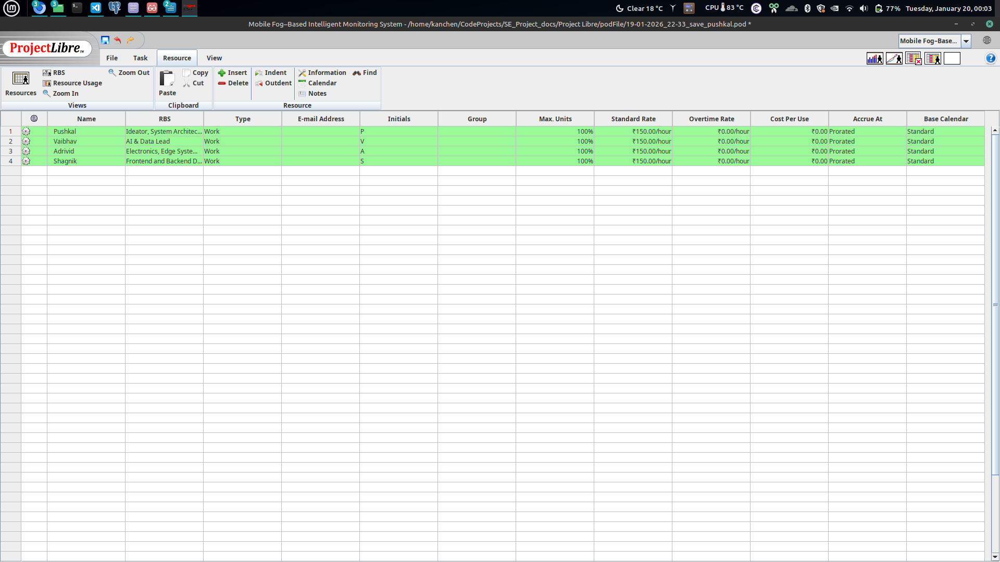 3 3 2 Clear 18 °C CPU 83 °C 77% Tuesday, January 20, 00:03
Mobile Fog–Based Intelligent Monitoring System - /home/kanchen/CodeProjects/SE_Project_docs/Project Libre/podFile/19-01-2026_22-33_save_pushkal.pod *
ProjectLibre™ Mobile Fog–Base...
File Task Resource View
Resources RBS Zoom Out
Resource Usage
Zoom In
Views
Paste Copy
Cut
Clipboard
Insert Indent Information Find
Delete Outdent Calendar
Notes
Resource
Name RBS Type E-mail Address Initials Group Max. Units Standard Rate Overtime Rate Cost Per Use Accrue At Base Calendar
1 Pushkal Ideator, System Architec... Work P 100% ₹150.00/hour ₹0.00/hour ₹0.00 Prorated Standard
2 Vaibhav AI & Data Lead Work V 100% ₹150.00/hour ₹0.00/hour ₹0.00 Prorated Standard
3 Adrivid Electronics, Edge Syste... Work A 100% ₹150.00/hour ₹0.00/hour ₹0.00 Prorated Standard
4 Shagnik Frontend and Backend D... Work S 100% ₹150.00/hour ₹0.00/hour ₹0.00 Prorated Standard